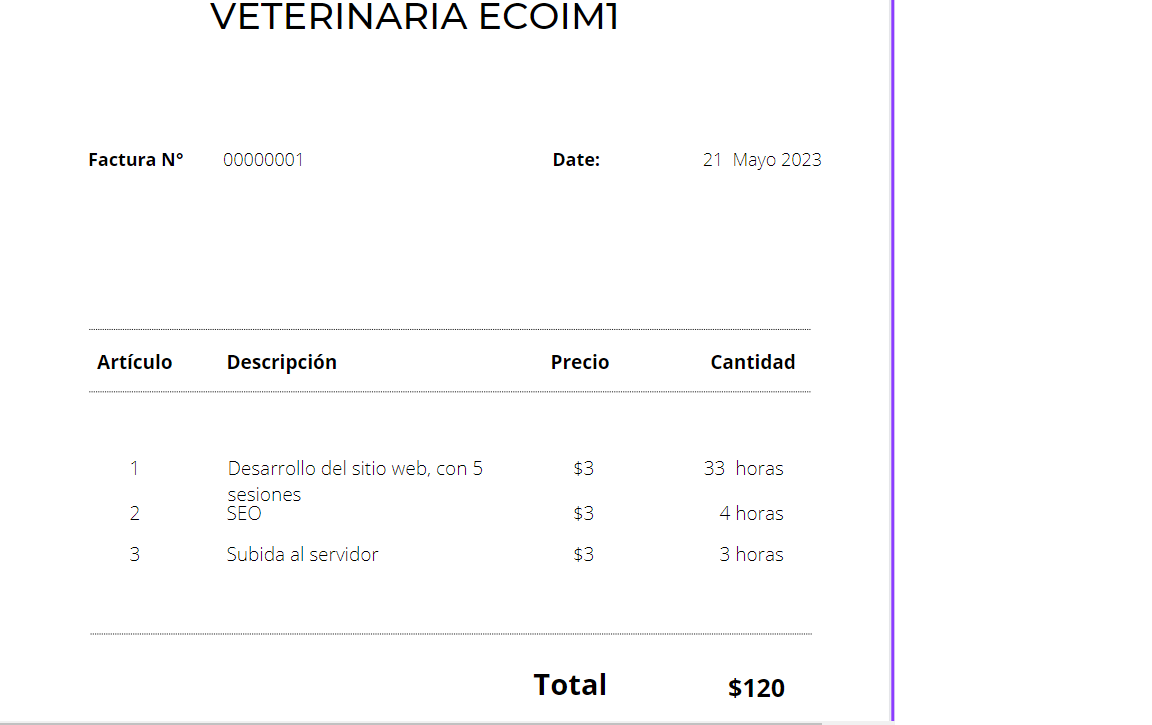 VETERINARIA ECOIM1
Factura N° 00000001 Date: 21 Mayo 2023
Artículo Descripción Precio Cantidad
1 Desarrollo del sitio web, con 5 $3 33 horas
sesiones
2 SEO $3 4 horas
3 Subida al servidor $3 3 horas
Total $120